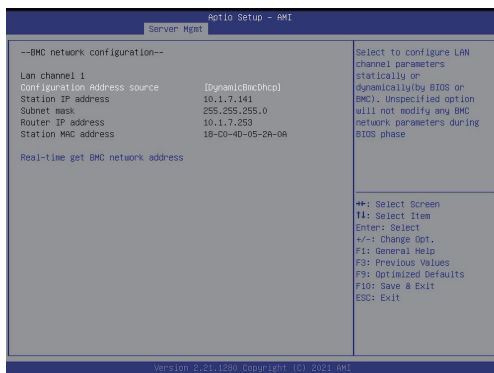 Aptio Setup - AMI
Server Mgmt
--BMC network configuration--
Lan channel 1
Configuration Address source [DynamicBmcDhcp]
Station IP address 10.1.7.141
Subnet mask 255.255.255.0
Router IP address 10.1.7.253
Station MAC address 18-C0-4D-05-2A-0A
Real-time get BMC network address
Select to configure LAN
channel parameters
statically or
dynamically(by BIOS or
BMC). Unspecified option
will not modify any BMC
network parameters during
BIOS phase
→←: Select Screen
↑↓: Select Item
Enter: Select
+/-: Change Opt.
F1: General Help
F3: Previous Values
F9: Optimized Defaults
F10: Save & Exit
ESC: Exit
Version 2.21.1280 Copyright (C) 2021 AMI